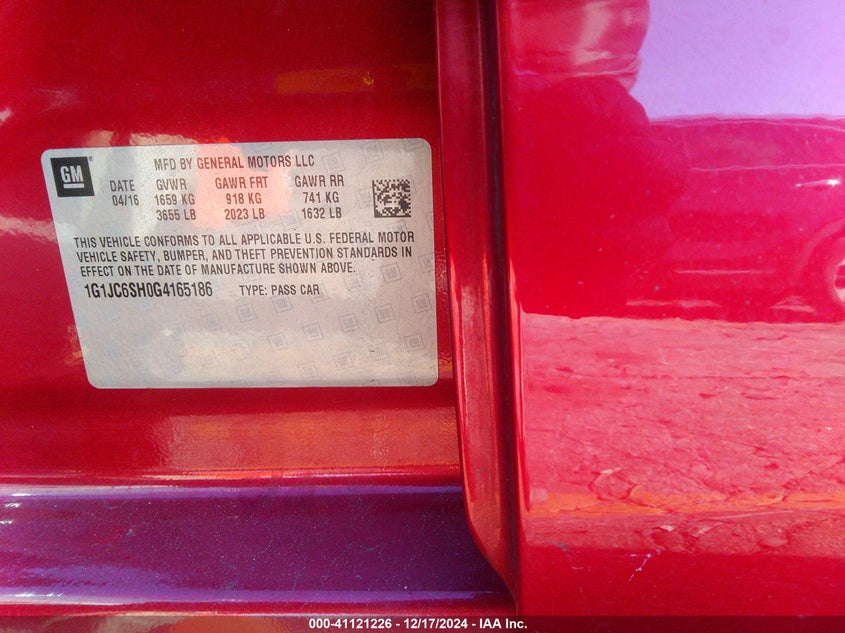 GM
MFD BY GENERAL MOTORS LLC
DATE GVWR GAWR FRT GAWR RR
04/16 1659 KG 918 KG 741 KG
3655 LB 2023 LB 1632 LB
THIS VEHICLE CONFORMS TO ALL APPLICABLE U.S. FEDERAL MOTOR
VEHICLE SAFETY, BUMPER, AND THEFT PREVENTION STANDARDS IN
EFFECT ON THE DATE OF MANUFACTURE SHOWN ABOVE.
1G1JC6SH0G4165186 TYPE: PASS CAR
000-41121226 - 12/17/2024 - IAA Inc.